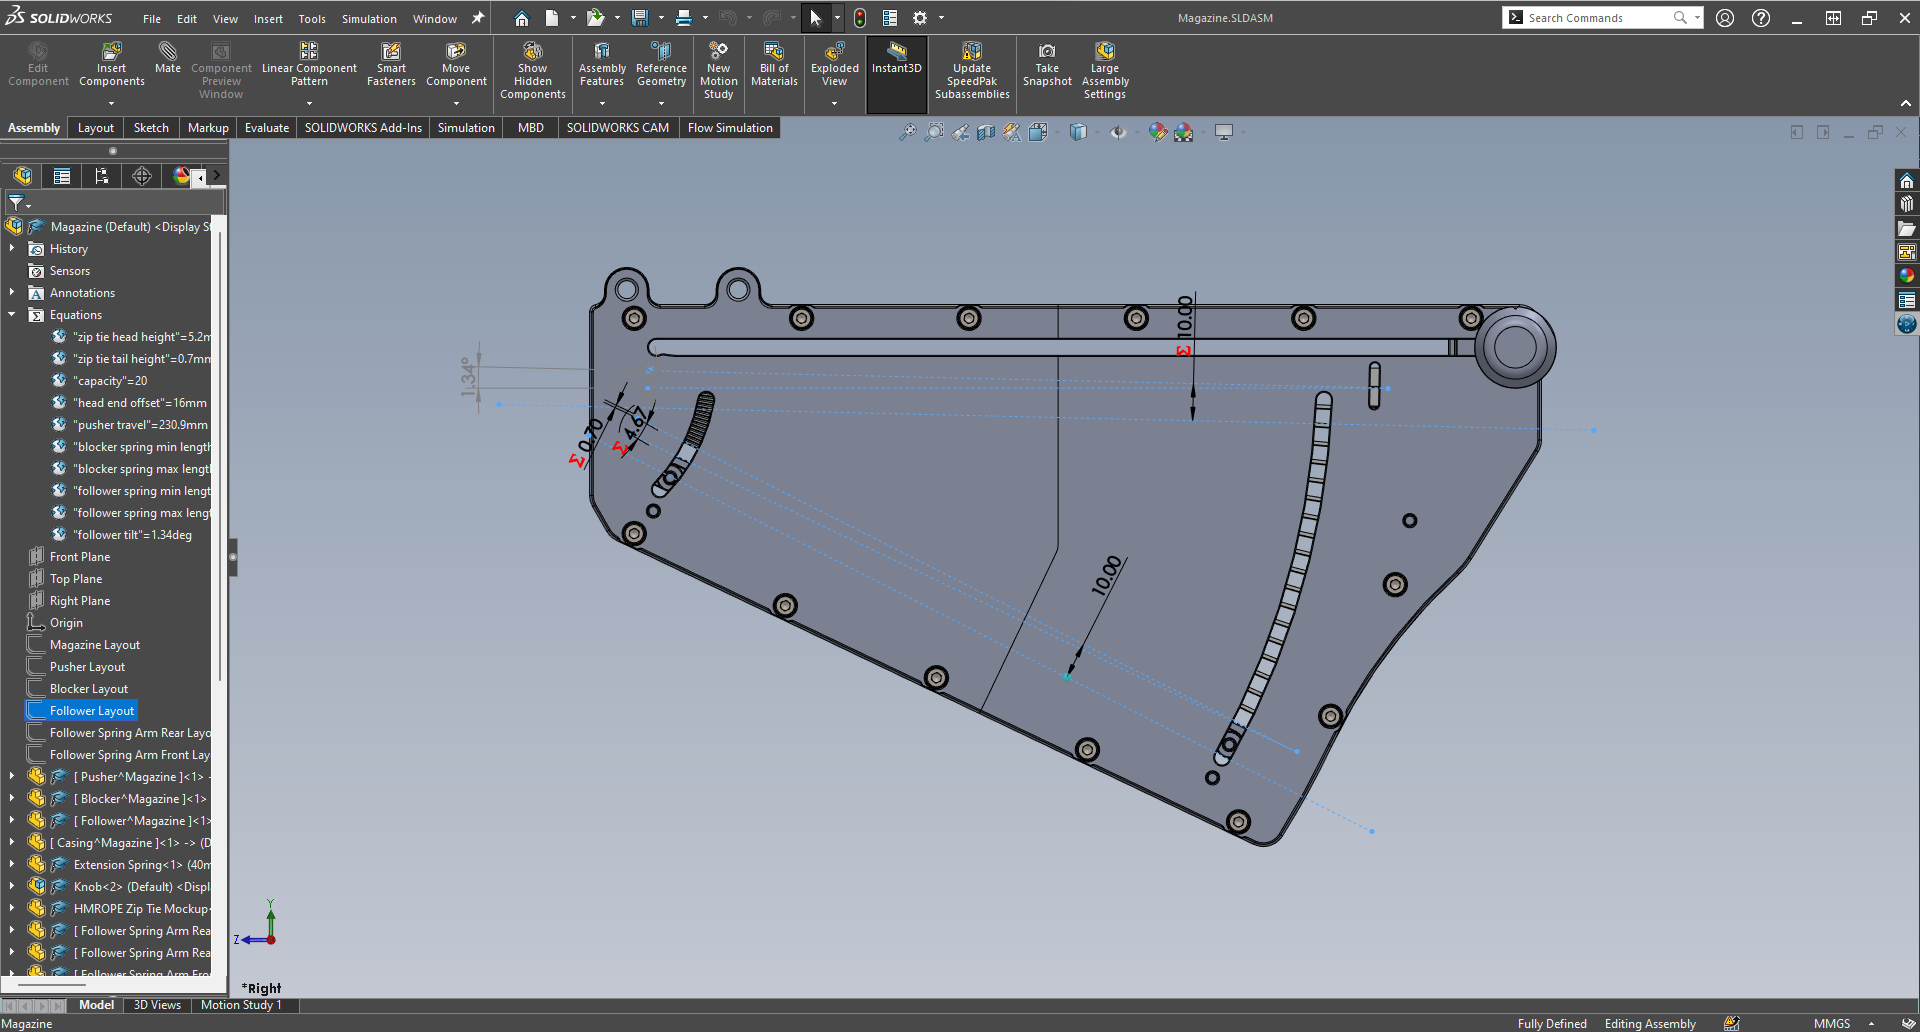 SOLIDWORKS File Edit View Insert Tools Simulation Window Magazine.SLDASM Search Commands
Edit Component
Insert Components
Mate
Component Preview Window
Linear Component Pattern
Smart Fasteners
Move Component
Show Hidden Components
Assembly Features
Reference Geometry
New Motion Study
Bill of Materials
Exploded View
Instant3D
Update SpeedPak Subassemblies
Take Snapshot
Large Assembly Settings
Assembly Layout Sketch Markup Evaluate SOLIDWORKS Add-Ins Simulation MBD SOLIDWORKS CAM Flow Simulation
Magazine (Default) <Display St
History
Sensors
Annotations
Equations
"zip tie head height"=5.2m
"zip tie tail height"=0.7mm
"capacity"=20
"head end offset"=16mm
"pusher travel"=230.9mm
"blocker spring min length
"blocker spring max length
"follower spring min lengt
"follower spring max leng
"follower tilt"=1.34deg
Front Plane
Top Plane
Right Plane
Origin
Magazine Layout
Pusher Layout
Blocker Layout
Follower Layout
Follower Spring Arm Rear Layo
Follower Spring Arm Front Lay
[ Pusher^Magazine ]<1> -
[ Blocker^Magazine ]<1>
[ Follower^Magazine ]<1>
[ Casing^Magazine ]<1> -> (D
Extension Spring<1> (40m
Knob<2> (Default) <Displ
HMROPE Zip Tie Mockup<
[ Follower Spring Arm Rea
[ Follower Spring Arm Rea
[ Follower Spring Arm Fro
1.34°
Σ 0.70
Σ 4.67
Σ 10.00
10.00
Y
Z
*Right
Model 3D Views Motion Study 1
Magazine Fully Defined Editing Assembly MMGS